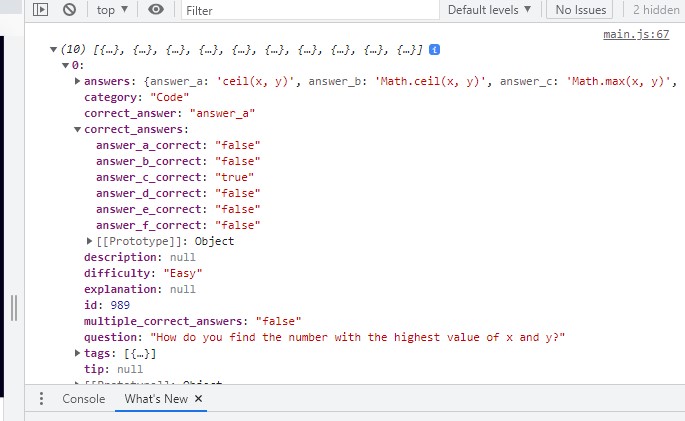 top Filter Default levels No Issues 2 hidden
main.js:67
(10) [{…}, {…}, {…}, {…}, {…}, {…}, {…}, {…}, {…}, {…}] i
0:
answers: {answer_a: 'ceil(x, y)', answer_b: 'Math.ceil(x, y)', answer_c: 'Math.max(x, y)',
category: "Code"
correct_answer: "answer_a"
correct_answers:
answer_a_correct: "false"
answer_b_correct: "false"
answer_c_correct: "true"
answer_d_correct: "false"
answer_e_correct: "false"
answer_f_correct: "false"
[[Prototype]]: Object
description: null
difficulty: "Easy"
explanation: null
id: 989
multiple_correct_answers: "false"
question: "How do you find the number with the highest value of x and y?"
tags: [{…}]
tip: null
[[Prototype]]: Object
Console What's New